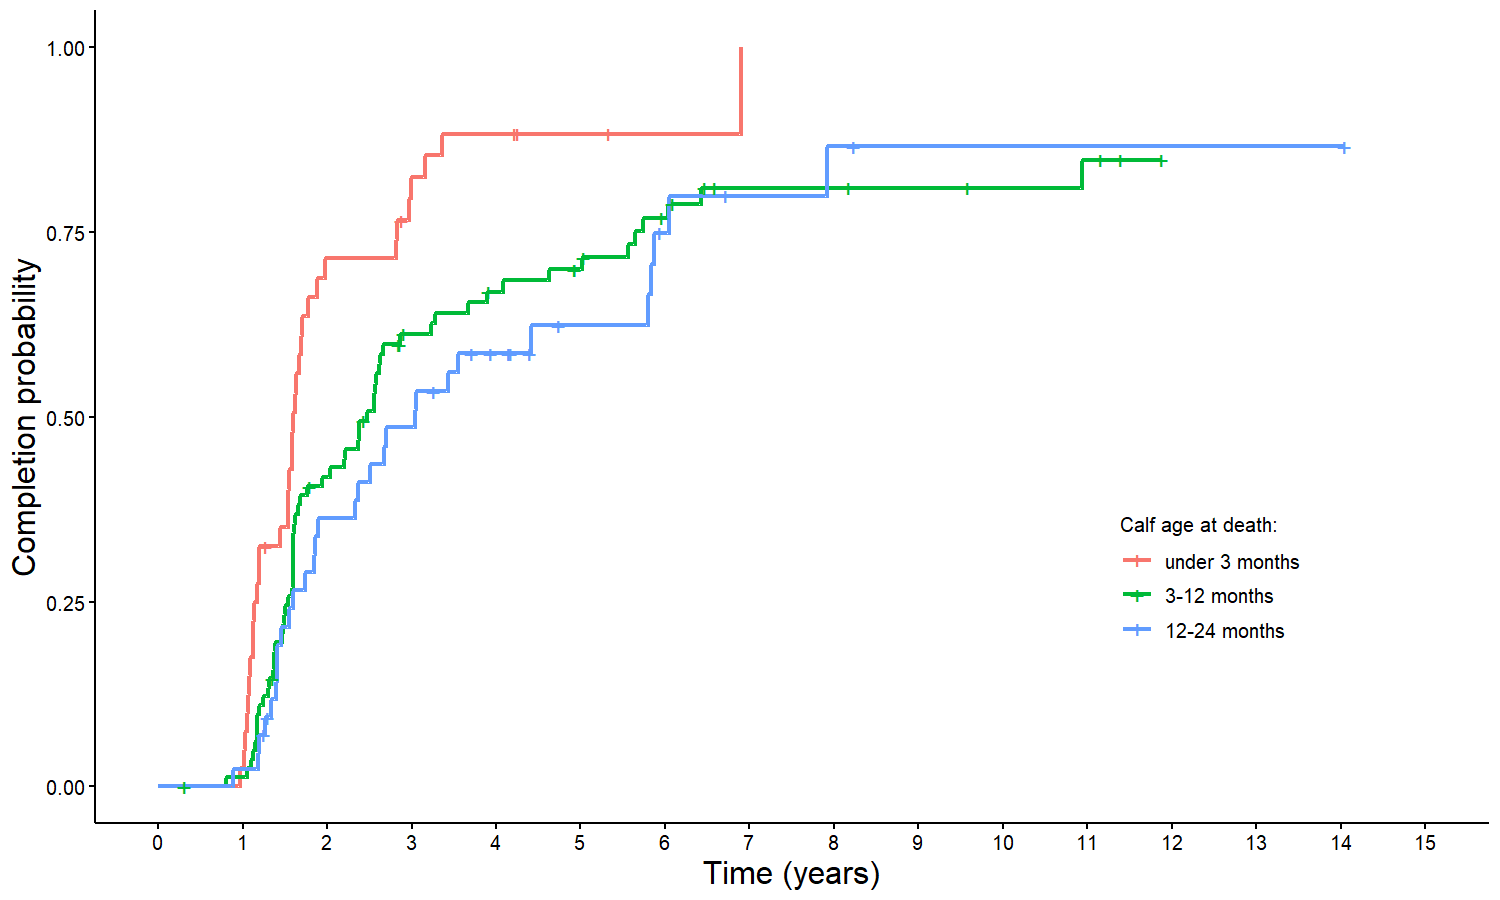 1.00
0.75
0.50
0.25
0.00
Completion probability
Calf age at death:
under 3 months
3-12 months
12-24 months
0 1 2 3 4 5 6 7 8 9 10 11 12 13 14 15
Time (years)